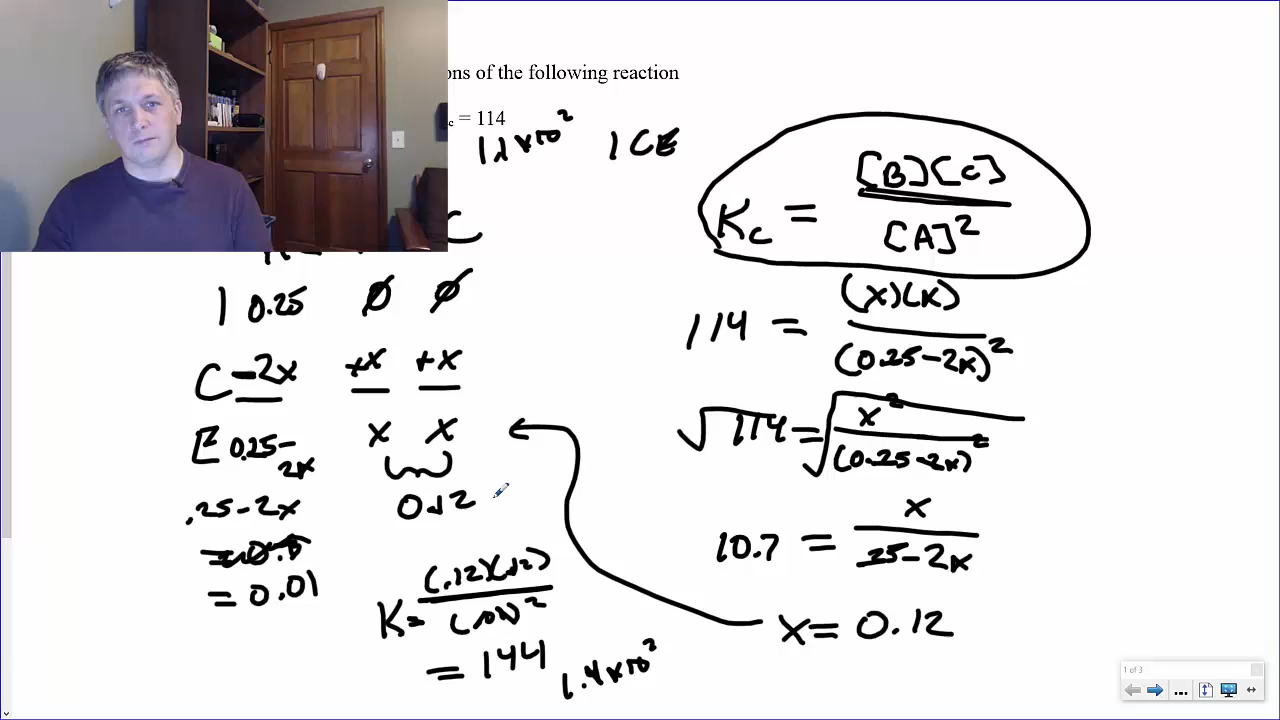 ons of the following reaction
c = 114
1.1 x 10² ICE
C
Kc = [B][C] / [A]²
I 0.25 Ø Ø
114 = (x)(x) / (0.25-2x)²
C -2x +x +x
E 0.25-2x x x
√114 = √x² / (0.25-2x)²
.25-2x 0.12
= 0.01
10.7 = x / .25-2x
K= (.12)(.12) / (.01)²
x = 0.12
= 144 1.4 x 10²
1 of 3